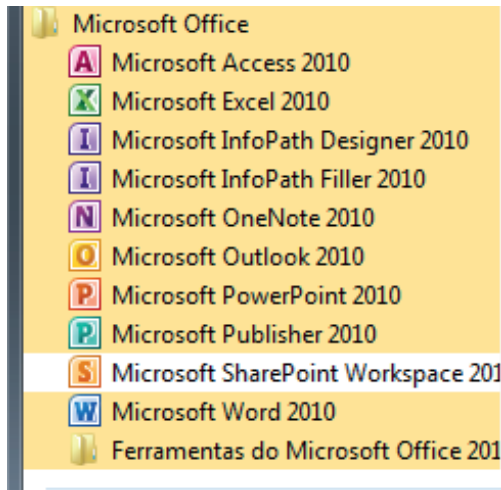 Microsoft Office
Microsoft Access 2010
Microsoft Excel 2010
Microsoft InfoPath Designer 2010
Microsoft InfoPath Filler 2010
Microsoft OneNote 2010
Microsoft Outlook 2010
Microsoft PowerPoint 2010
Microsoft Publisher 2010
Microsoft SharePoint Workspace 201
Microsoft Word 2010
Ferramentas do Microsoft Office 201